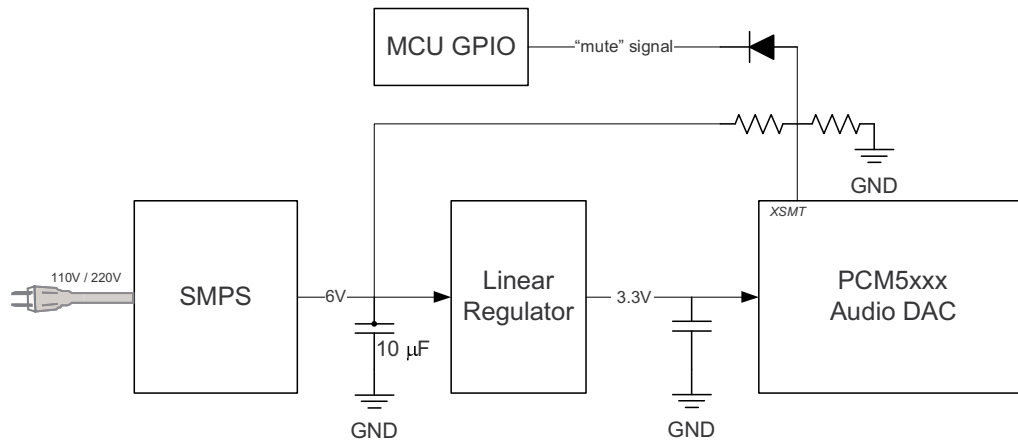 MCU GPIO
“mute” signal
GND
XSMT
110V / 220V
SMPS
6V
Linear
Regulator
3.3V
PCM5xxx
Audio DAC
10 μF
GND
GND